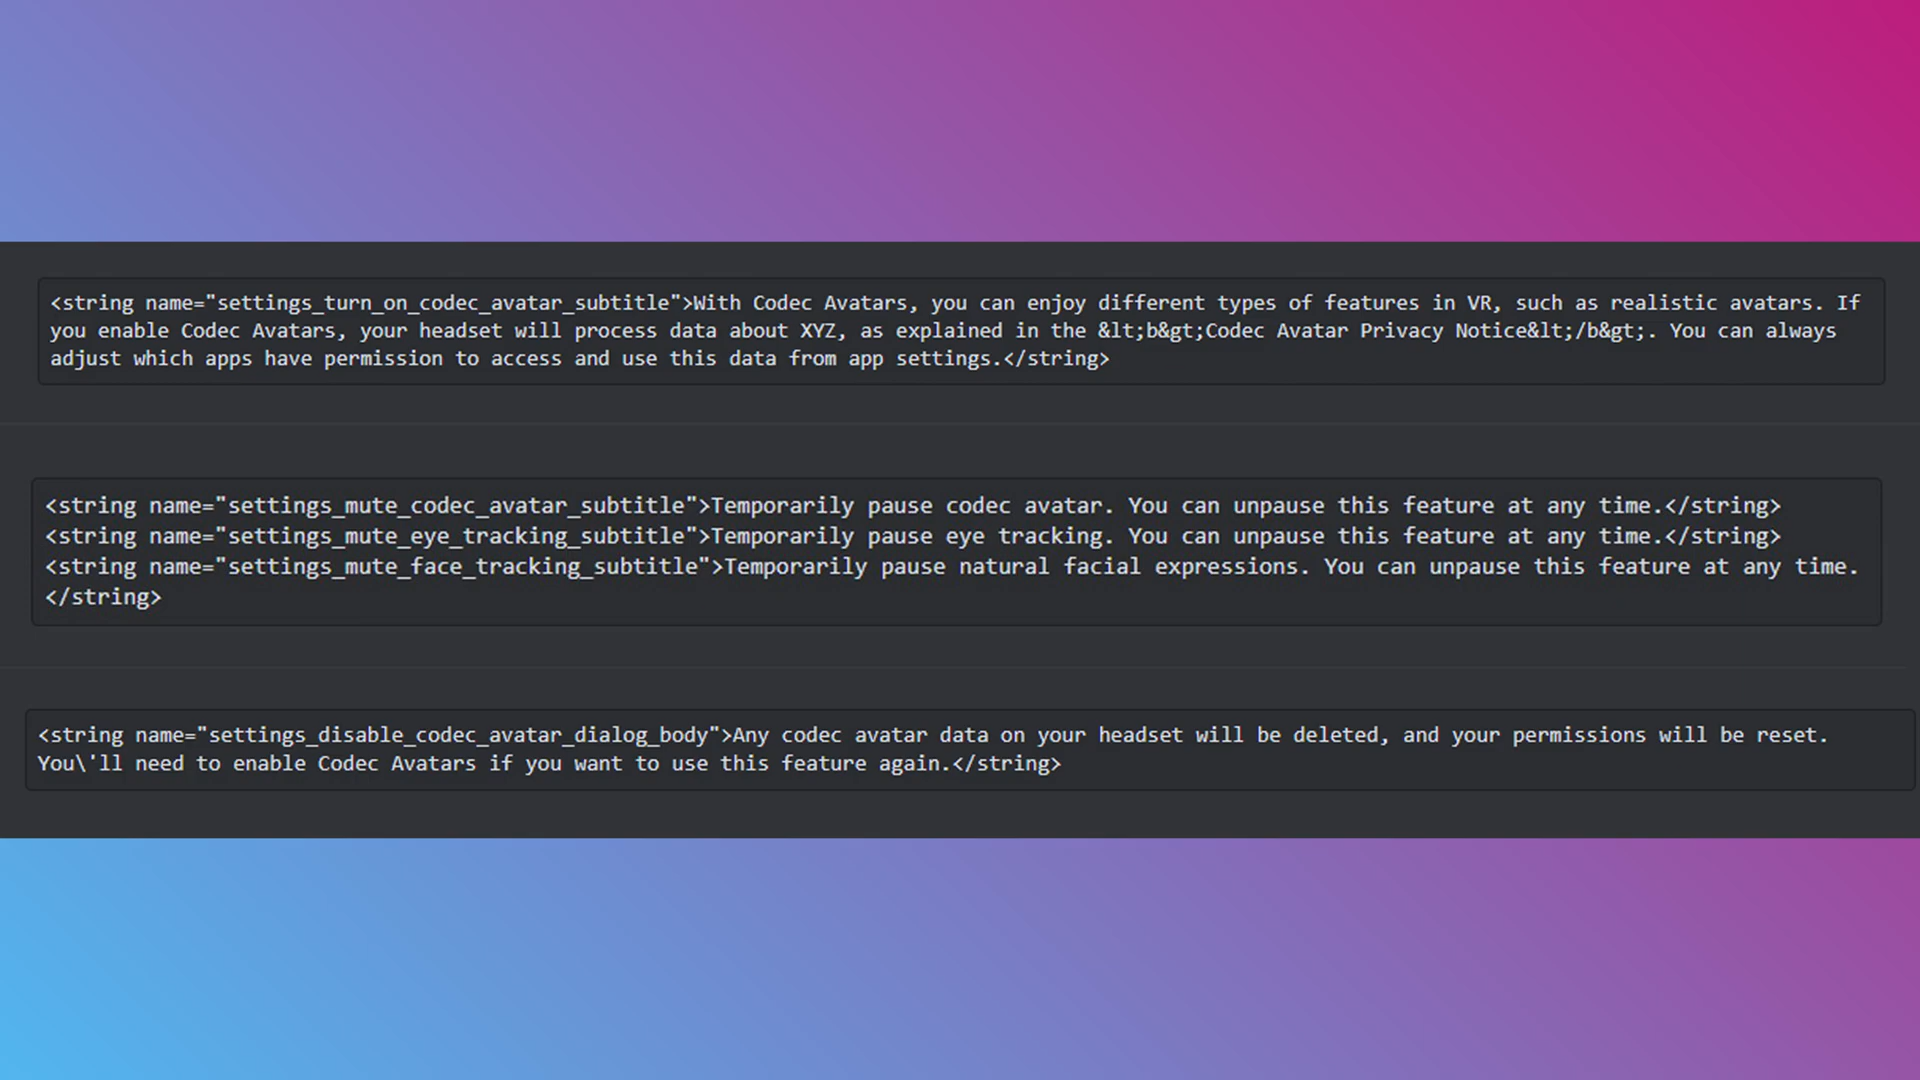 <string name="settings_turn_on_codec_avatar_subtitle">With Codec Avatars, you can enjoy different types of features in VR, such as realistic avatars. If
you enable Codec Avatars, your headset will process data about XYZ, as explained in the &lt;b&gt;Codec Avatar Privacy Notice&lt;/b&gt;. You can always
adjust which apps have permission to access and use this data from app settings.</string>
<string name="settings_mute_codec_avatar_subtitle">Temporarily pause codec avatar. You can unpause this feature at any time.</string>
<string name="settings_mute_eye_tracking_subtitle">Temporarily pause eye tracking. You can unpause this feature at any time.</string>
<string name="settings_mute_face_tracking_subtitle">Temporarily pause natural facial expressions. You can unpause this feature at any time.
</string>
<string name="settings_disable_codec_avatar_dialog_body">Any codec avatar data on your headset will be deleted, and your permissions will be reset.
You\'ll need to enable Codec Avatars if you want to use this feature again.</string>